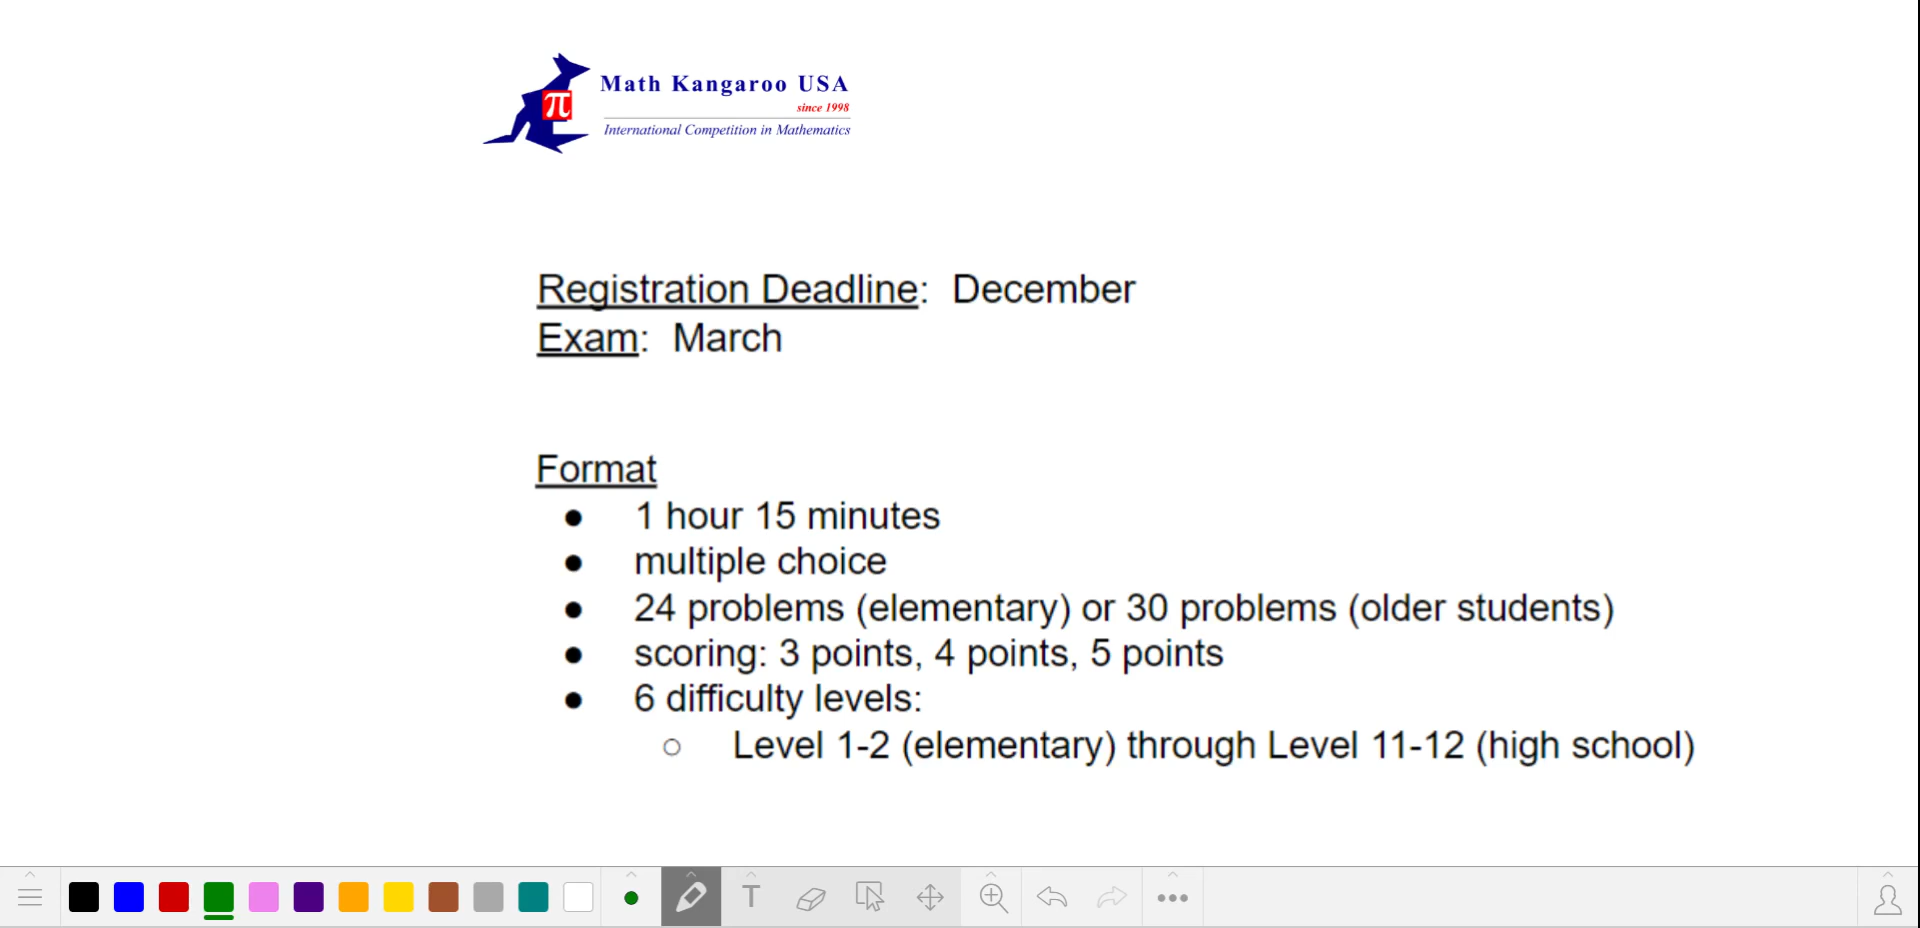 π
Math Kangaroo USA
since 1998
International Competition in Mathematics
Registration Deadline: December
Exam: March
Format
● 1 hour 15 minutes
● multiple choice
● 24 problems (elementary) or 30 problems (older students)
● scoring: 3 points, 4 points, 5 points
● 6 difficulty levels:
○ Level 1-2 (elementary) through Level 11-12 (high school)
T